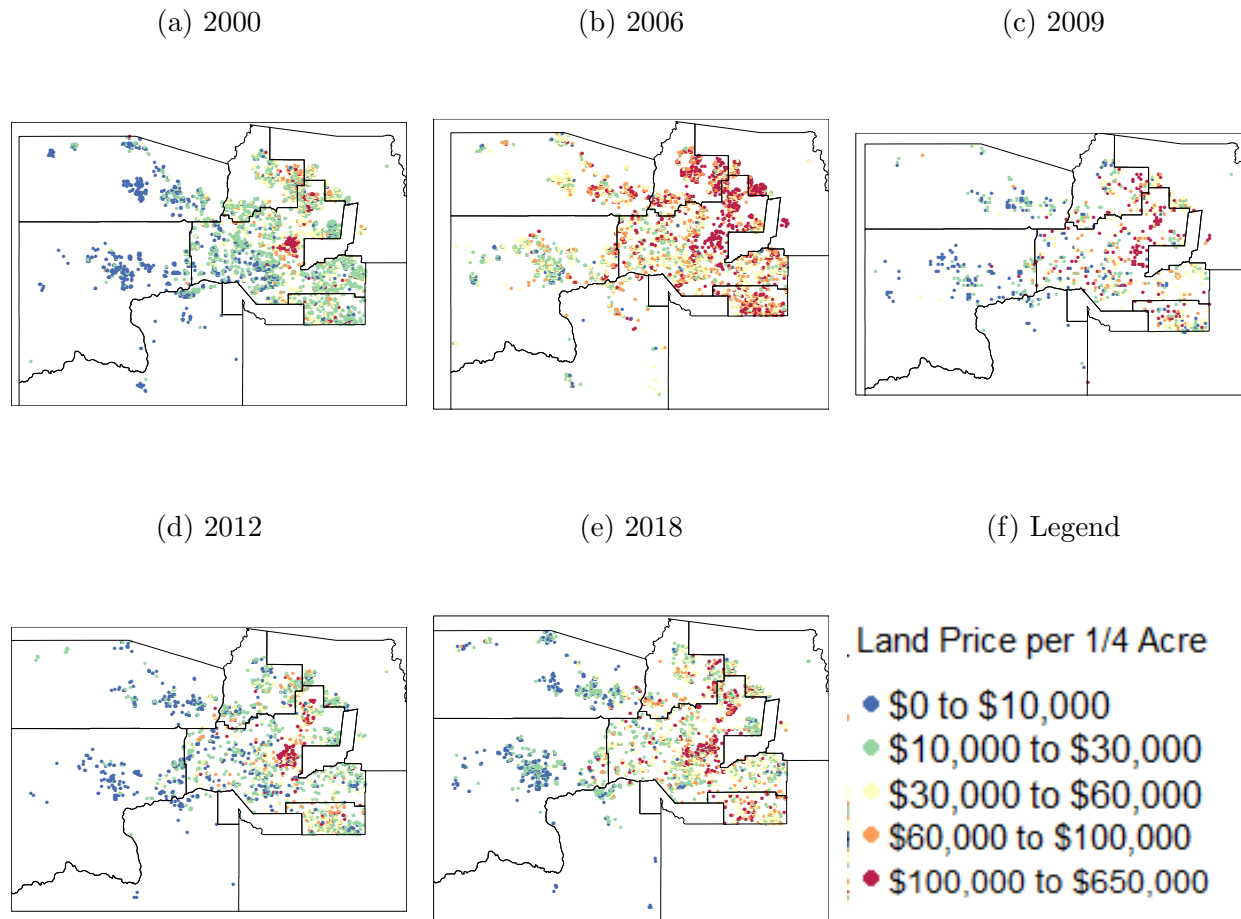 (a) 2000
(b) 2006
(c) 2009
(d) 2012
(e) 2018
(f) Legend
Land Price per 1/4 Acre
$0 to $10,000
$10,000 to $30,000
$30,000 to $60,000
$60,000 to $100,000
$100,000 to $650,000